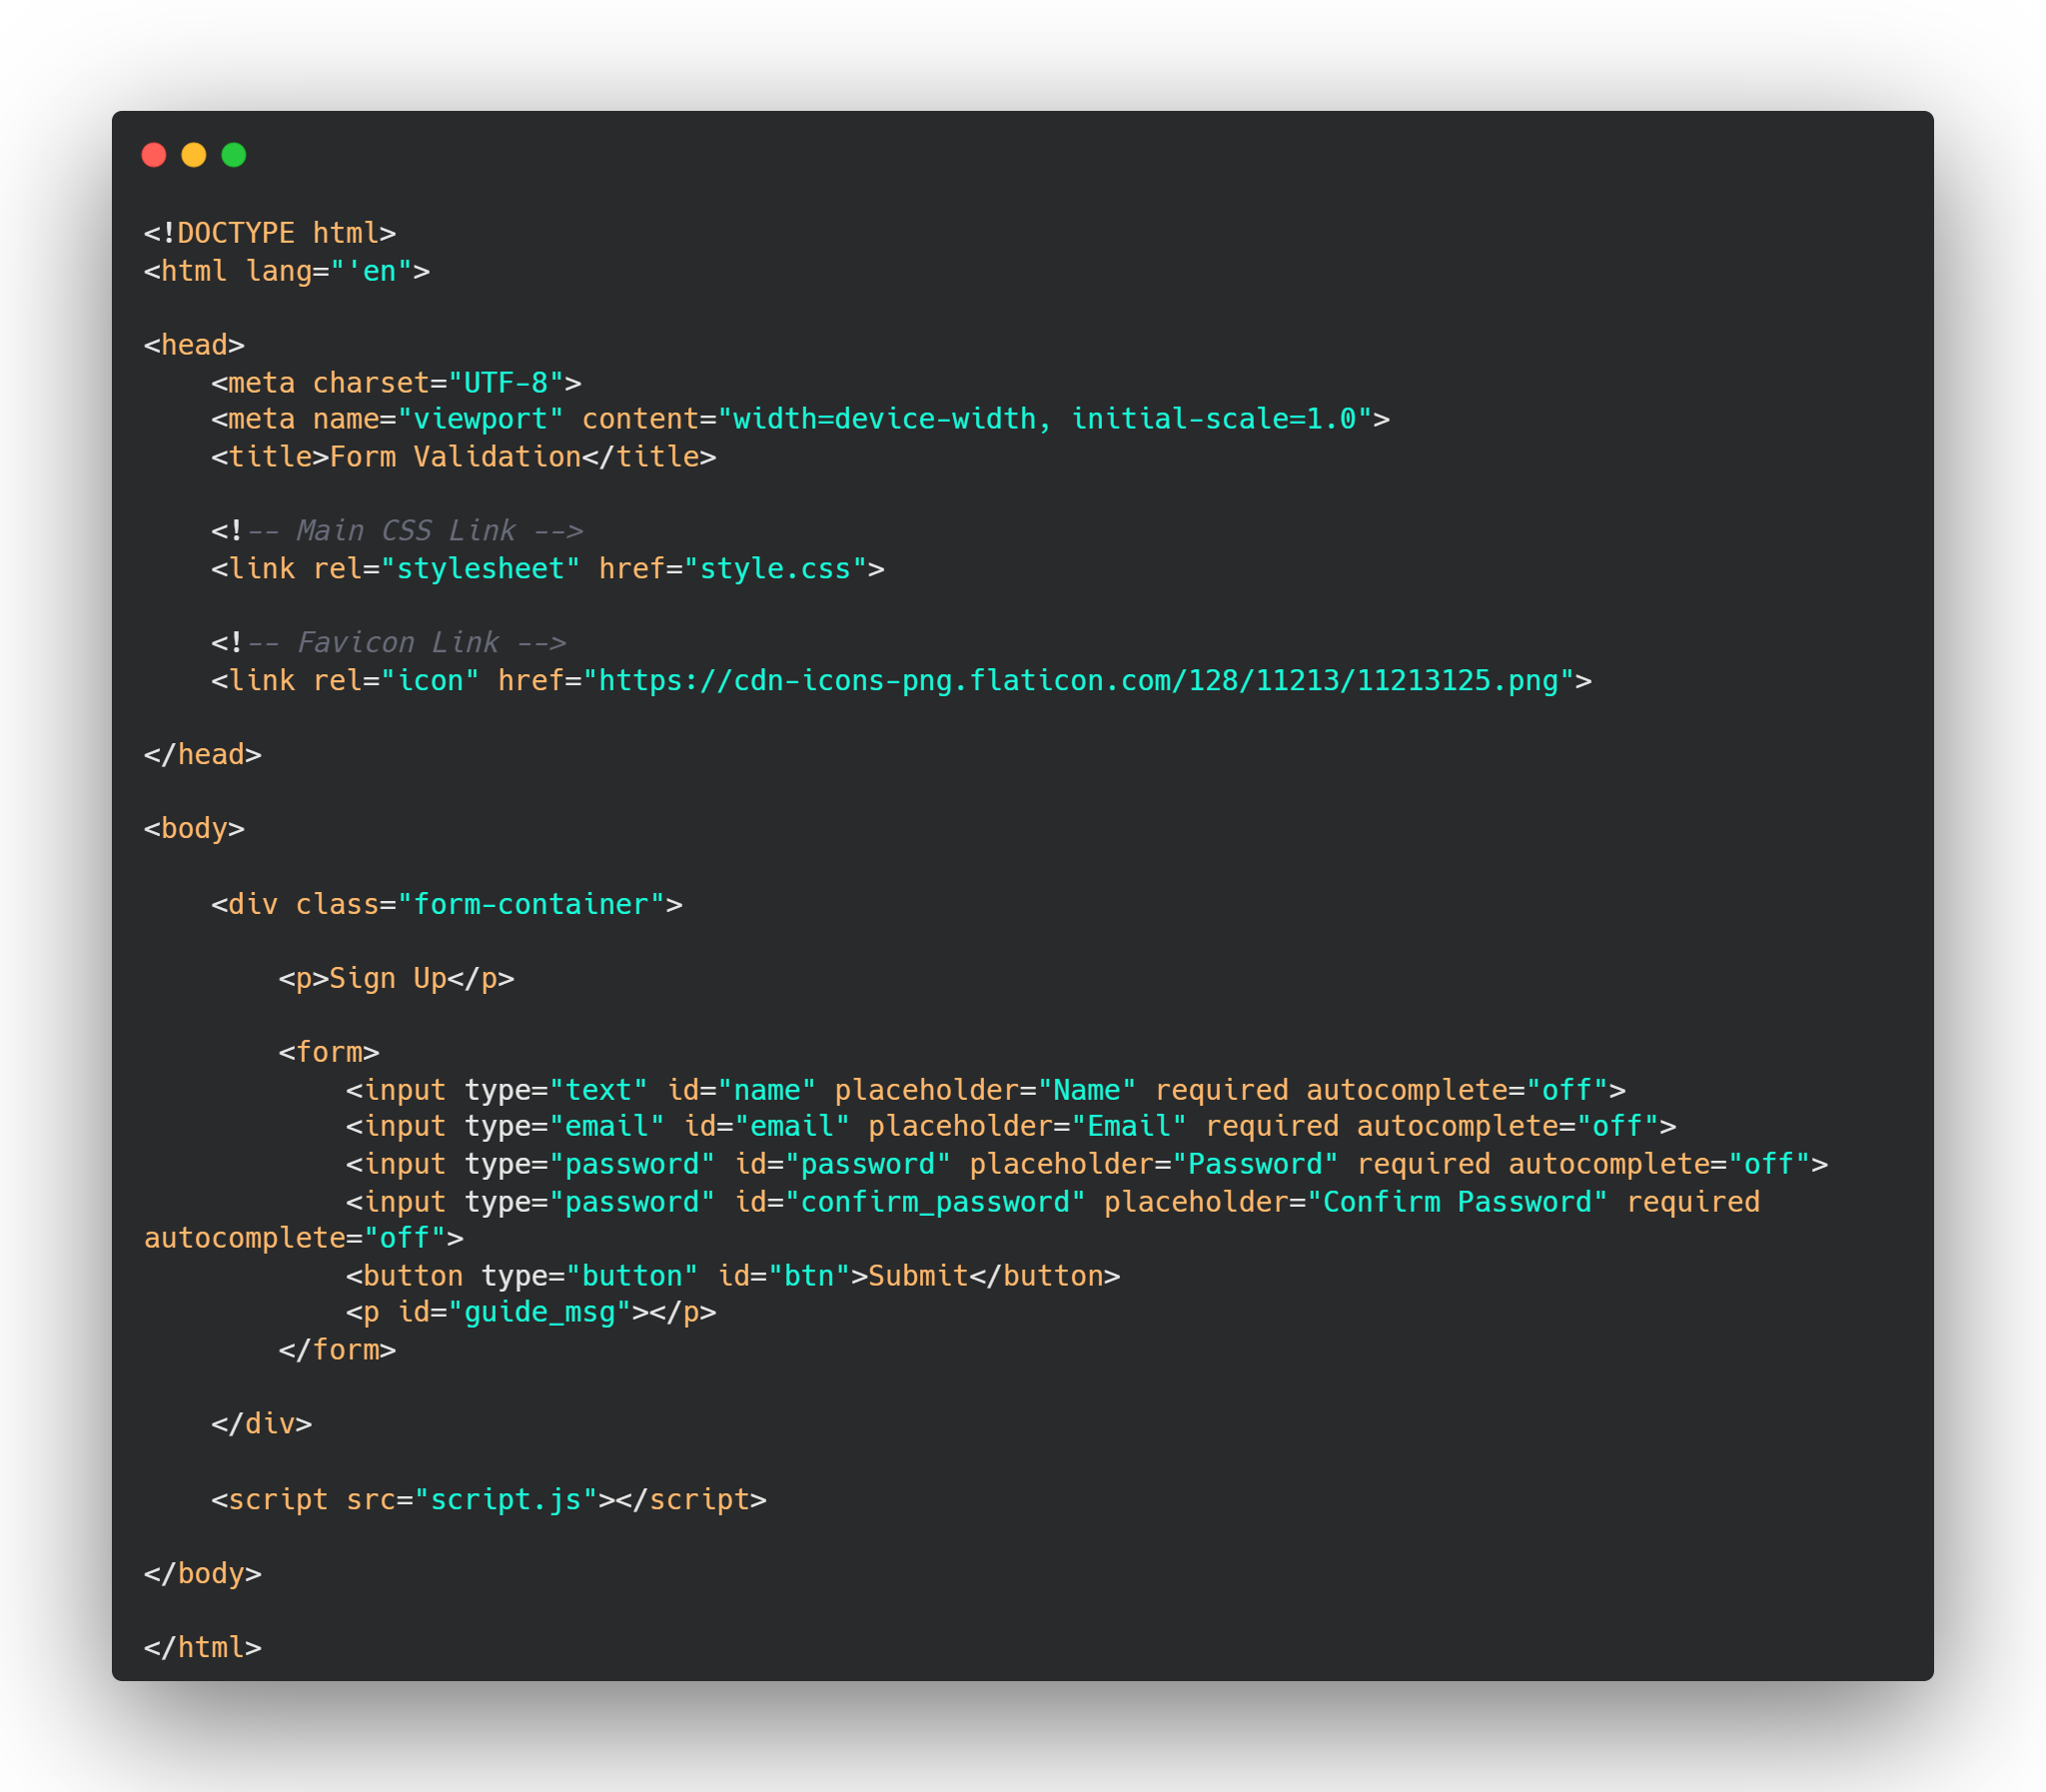 <!DOCTYPE html>
<html lang="'en">

<head>
    <meta charset="UTF-8">
    <meta name="viewport" content="width=device-width, initial-scale=1.0">
    <title>Form Validation</title>

    <!-- Main CSS Link -->
    <link rel="stylesheet" href="style.css">

    <!-- Favicon Link -->
    <link rel="icon" href="https://cdn-icons-png.flaticon.com/128/11213/11213125.png">

</head>

<body>

    <div class="form-container">

        <p>Sign Up</p>

        <form>
            <input type="text" id="name" placeholder="Name" required autocomplete="off">
            <input type="email" id="email" placeholder="Email" required autocomplete="off">
            <input type="password" id="password" placeholder="Password" required autocomplete="off">
            <input type="password" id="confirm_password" placeholder="Confirm Password" required
autocomplete="off">
            <button type="button" id="btn">Submit</button>
            <p id="guide_msg"></p>
        </form>

    </div>

    <script src="script.js"></script>

</body>

</html>